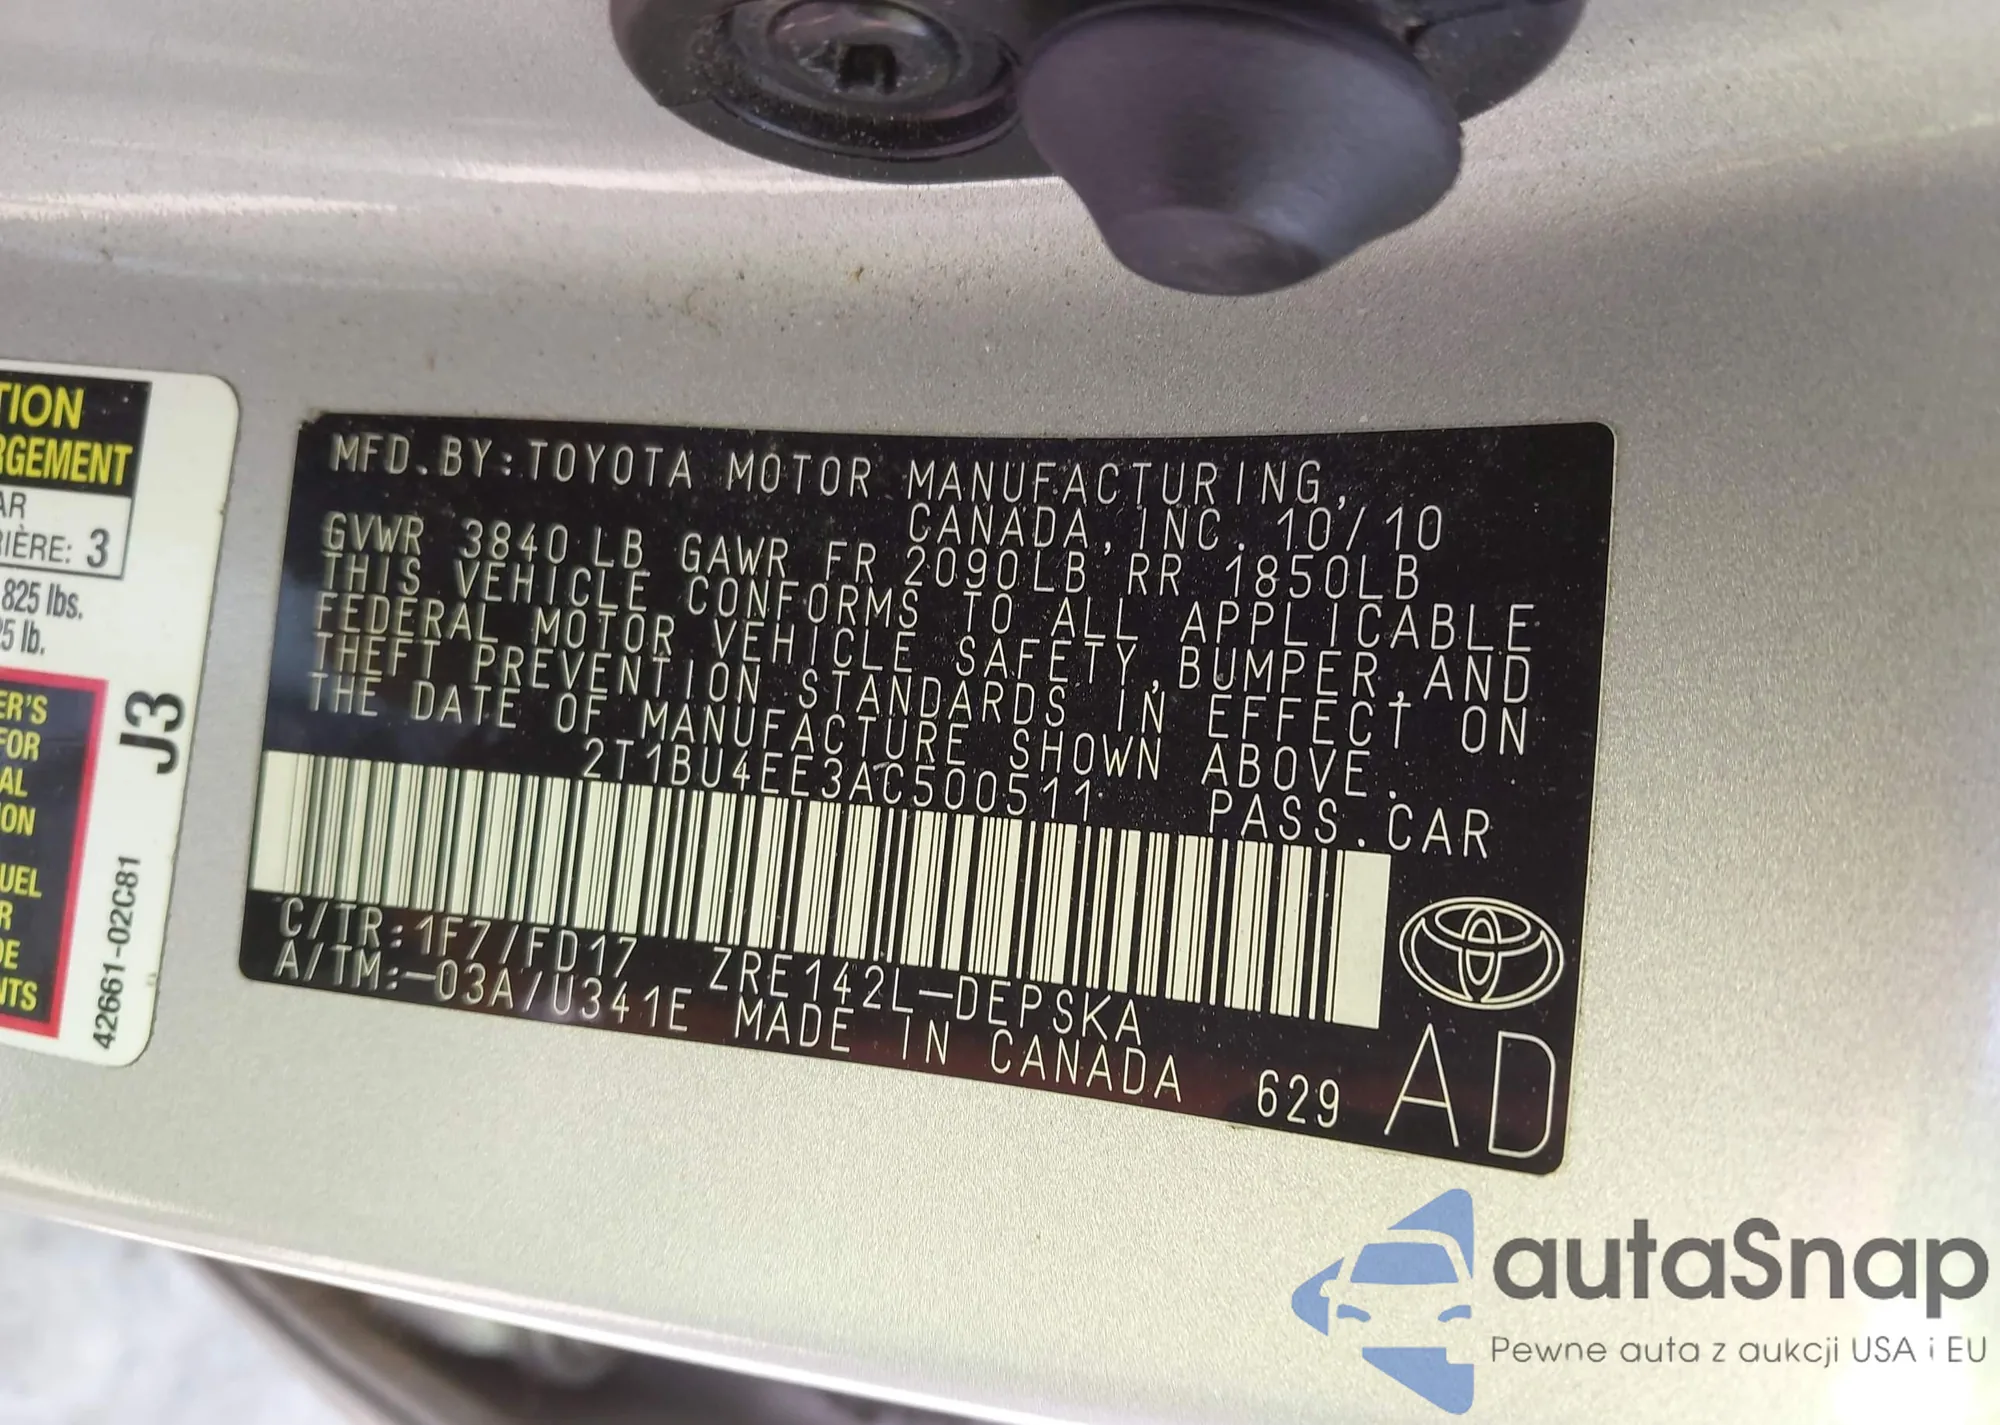 TION
RGEMENT
AR
RIÈRE: 3
825 lbs.
5 lb.
ER'S
FOR
AL
ON
UEL
R
DE
NTS
J3
42661-02C81
MFD.BY:TOYOTA MOTOR MANUFACTURING,
CANADA,INC. 10/10
GVWR 3840 LB GAWR FR 2090LB RR 1850LB
THIS VEHICLE CONFORMS TO ALL APPLICABLE
FEDERAL MOTOR VEHICLE SAFETY,BUMPER,AND
THEFT PREVENTION STANDARDS IN EFFECT ON
THE DATE OF MANUFACTURE SHOWN ABOVE.
2T1BU4EE3AC500511 PASS.CAR
C/TR:1F7/FD17 ZRE142L-DEPSKA
A/TM:-03A/U341E MADE IN CANADA 629 AD
autaSnap
Pewne auta z aukcji USA i EU